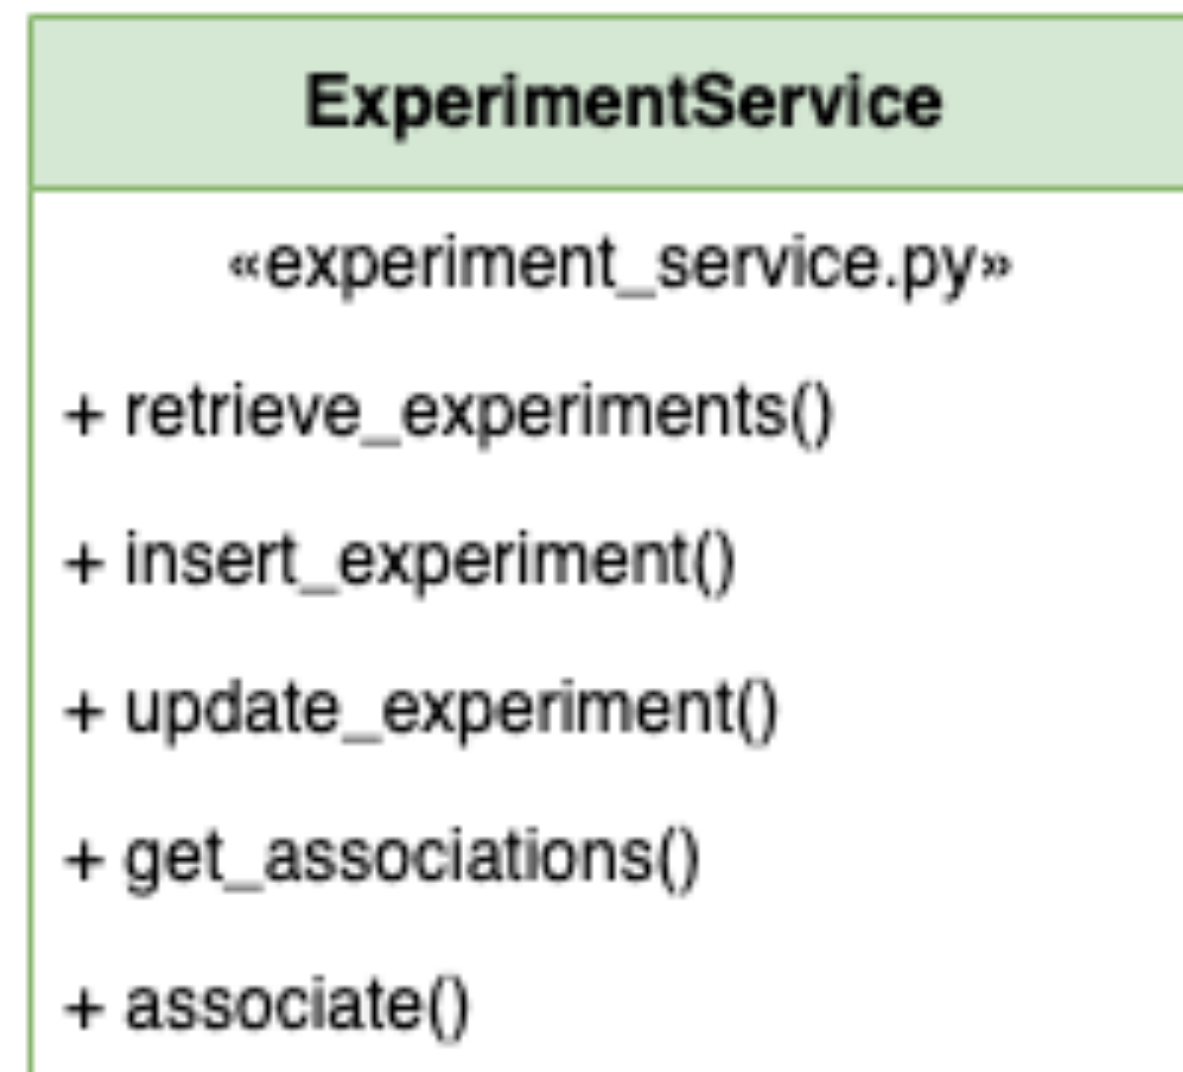 ExperimentService
«experiment_service.py»
+ retrieve_experiments()
+ insert_experiment()
+ update_experiment()
+ get_associations()
+ associate()